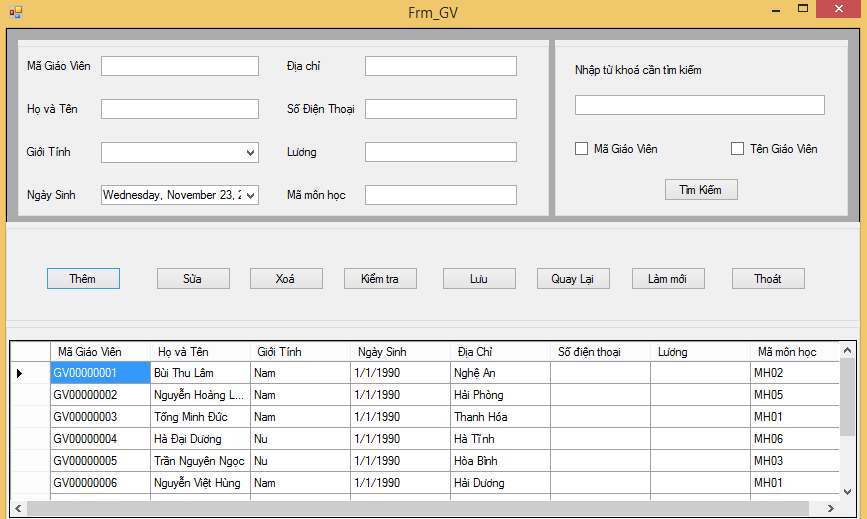 Frm_GV
Mã Giáo Viên
Địa chỉ
Họ và Tên
Số Điện Thoại
Giới Tính
Lương
Ngày Sinh
Wednesday, November 23, 2
Mã môn học
Nhập từ khoá cần tìm kiếm
Mã Giáo Viên
Tên Giáo Viên
Tìm Kiếm
Thêm Sửa Xoá Kiểm tra Lưu Quay Lại Làm mới Thoát
Mã Giáo Viên Họ và Tên Giới Tính Ngày Sinh Địa Chỉ Số điện thoại Lương Mã môn học
GV00000001 Bùi Thu Lâm Nam 1/1/1990 Nghệ An MH02
GV00000002 Nguyễn Hoàng L... Nam 1/1/1990 Hải Phòng MH05
GV00000003 Tống Minh Đức Nam 1/1/1990 Thanh Hóa MH01
GV00000004 Hà Đại Dương Nu 1/1/1990 Hà Tĩnh MH06
GV00000005 Trần Nguyên Ngọc Nu 1/1/1990 Hòa Bình MH03
GV00000006 Nguyễn Việt Hùng Nam 1/1/1990 Hải Dương MH01